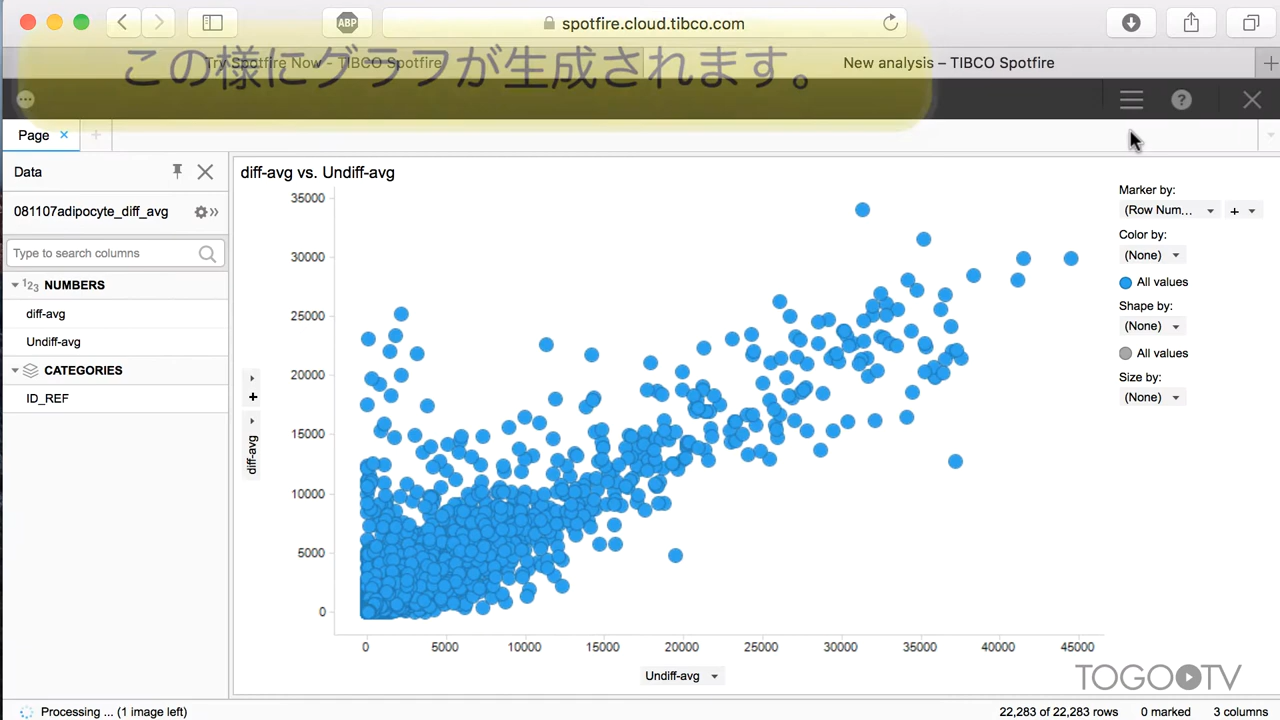 ABP
spotfire.cloud.tibco.com
Try Spotfire Now - TIBCO Spotfire
New analysis – TIBCO Spotfire
この様にグラフが生成されます。
Page
Data
081107adipocyte_diff_avg
Type to search columns
123 NUMBERS
diff-avg
Undiff-avg
CATEGORIES
ID_REF
diff-avg vs. Undiff-avg
35000
30000
25000
20000
15000
10000
5000
0
diff-avg
0 5000 10000 15000 20000 25000 30000 35000 40000 45000
Undiff-avg
Marker by:
(Row Num...
Color by:
(None)
All values
Shape by:
(None)
All values
Size by:
(None)
TOGO TV
Processing ... (1 image left)
22,283 of 22,283 rows 0 marked 3 columns